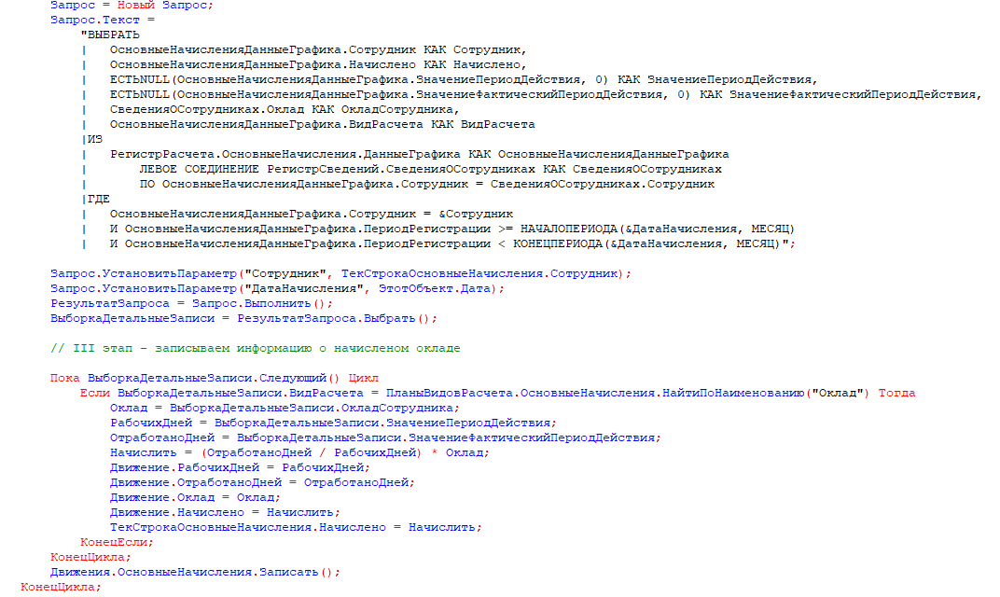 Запрос = Новый Запрос;
Запрос.Текст =
"ВЫБРАТЬ
|   ОсновныеНачисленияДанныеГрафика.Сотрудник КАК Сотрудник,
|   ОсновныеНачисленияДанныеГрафика.Начислено КАК Начислено,
|   ЕСТЬNULL(ОсновныеНачисленияДанныеГрафика.ЗначениеПериодДействия, 0) КАК ЗначениеПериодДействия,
|   ЕСТЬNULL(ОсновныеНачисленияДанныеГрафика.ЗначениеФактическийПериодДействия, 0) КАК ЗначениеФактическийПериодДействия,
|   СведенияОСотрудниках.Оклад КАК ОкладСотрудника,
|   ОсновныеНачисленияДанныеГрафика.ВидРасчета КАК ВидРасчета
|ИЗ
|   РегистрРасчета.ОсновныеНачисления.ДанныеГрафика КАК ОсновныеНачисленияДанныеГрафика
|       ЛЕВОЕ СОЕДИНЕНИЕ РегистрСведений.СведенияОСотрудниках КАК СведенияОСотрудниках
|       ПО ОсновныеНачисленияДанныеГрафика.Сотрудник = СведенияОСотрудниках.Сотрудник
|ГДЕ
|   ОсновныеНачисленияДанныеГрафика.Сотрудник = &Сотрудник
|   И ОсновныеНачисленияДанныеГрафика.ПериодРегистрации >= НАЧАЛОПЕРИОДА(&ДатаНачисления, МЕСЯЦ)
|   И ОсновныеНачисленияДанныеГрафика.ПериодРегистрации < КОНЕЦПЕРИОДА(&ДатаНачисления, МЕСЯЦ)";
Запрос.УстановитьПараметр("Сотрудник", ТекСтрокаОсновныеНачисления.Сотрудник);
Запрос.УстановитьПараметр("ДатаНачисления", ЭтотОбъект.Дата);
РезультатЗапроса = Запрос.Выполнить();
ВыборкаДетальныеЗаписи = РезультатЗапроса.Выбрать();
// III этап - записываем информацию о начисленом окладе
Пока ВыборкаДетальныеЗаписи.Следующий() Цикл
Если ВыборкаДетальныеЗаписи.ВидРасчета = ПланыВидовРасчета.ОсновныеНачисления.НайтиПоНаименованию("Оклад") Тогда
Оклад = ВыборкаДетальныеЗаписи.ОкладСотрудника;
РабочихДней = ВыборкаДетальныеЗаписи.ЗначениеПериодДействия;
ОтработаноДней = ВыборкаДетальныеЗаписи.ЗначениеФактическийПериодДействия;
Начислить = (ОтработаноДней / РабочихДней) * Оклад;
Движение.РабочихДней = РабочихДней;
Движение.ОтработаноДней = ОтработаноДней;
Движение.Оклад = Оклад;
Движение.Начислено = Начислить;
ТекСтрокаОсновныеНачисления.Начислено = Начислить;
КонецЕсли;
КонецЦикла;
Движения.ОсновныеНачисления.Записать();
КонецЦикла;